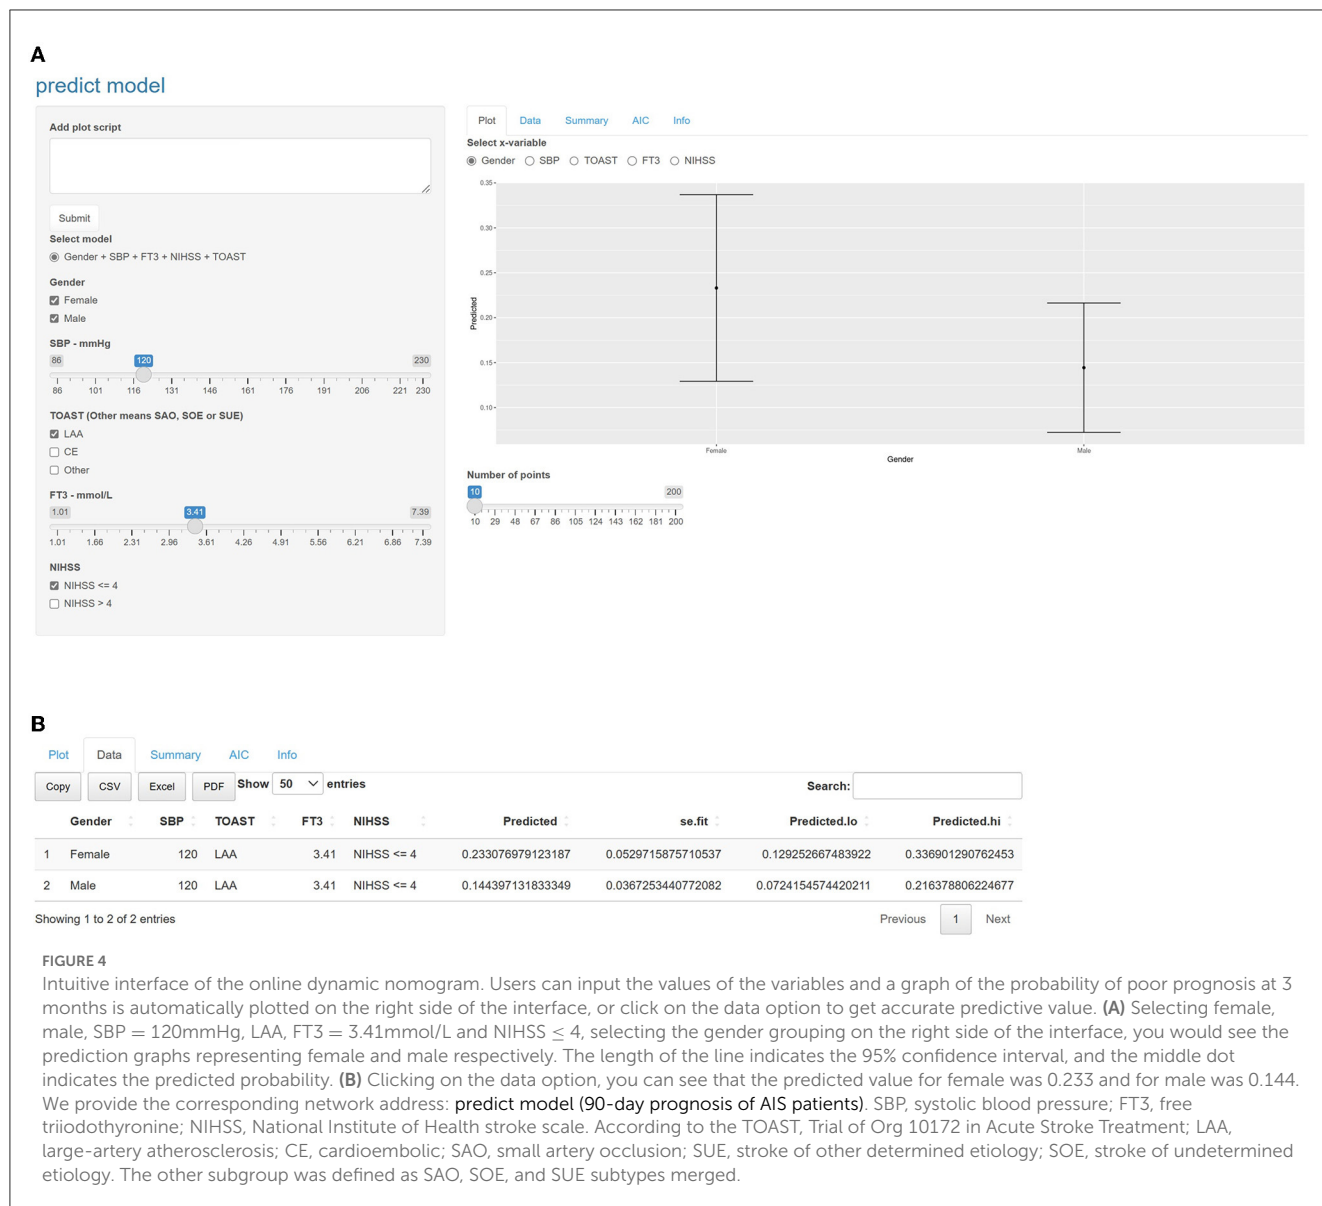 A
predict model
Add plot script
Submit
Select model
Gender + SBP + FT3 + NIHSS + TOAST
Gender
Female
Male
SBP - mmHg
86 120 230
86 101 116 131 146 161 176 191 206 221 230
TOAST (Other means SAO, SOE or SUE)
LAA
CE
Other
FT3 - mmol/L
1.01 3.41 7.39
1.01 1.66 2.31 2.96 3.61 4.26 4.91 5.56 6.21 6.86 7.39
NIHSS
NIHSS <= 4
NIHSS > 4
Plot Data Summary AIC Info
Select x-variable
Gender SBP TOAST FT3 NIHSS
0.35
0.30
0.25
0.20
0.15
0.10
Predicted
Female Male
Gender
Number of points
10 200
10 29 48 67 86 105 124 143 162 181 200
B
Plot Data Summary AIC Info
Copy CSV Excel PDF Show 50 entries Search:
Gender SBP TOAST FT3 NIHSS Predicted se.fit Predicted.lo Predicted.hi
1 Female 120 LAA 3.41 NIHSS <= 4 0.233076979123187 0.0529715875710537 0.129252667483922 0.336901290762453
2 Male 120 LAA 3.41 NIHSS <= 4 0.144397131833349 0.0367253440772082 0.0724154574420211 0.216378806224677
Showing 1 to 2 of 2 entries Previous 1 Next
FIGURE 4
Intuitive interface of the online dynamic nomogram. Users can input the values of the variables and a graph of the probability of poor prognosis at 3
months is automatically plotted on the right side of the interface, or click on the data option to get accurate predictive value. (A) Selecting female,
male, SBP = 120mmHg, LAA, FT3 = 3.41mmol/L and NIHSS ≤ 4, selecting the gender grouping on the right side of the interface, you would see the
prediction graphs representing female and male respectively. The length of the line indicates the 95% confidence interval, and the middle dot
indicates the predicted probability. (B) Clicking on the data option, you can see that the predicted value for female was 0.233 and for male was 0.144.
We provide the corresponding network address: predict model (90-day prognosis of AIS patients). SBP, systolic blood pressure; FT3, free
triiodothyronine; NIHSS, National Institute of Health stroke scale. According to the TOAST, Trial of Org 10172 in Acute Stroke Treatment; LAA,
large-artery atherosclerosis; CE, cardioembolic; SAO, small artery occlusion; SUE, stroke of other determined etiology; SOE, stroke of undetermined
etiology. The other subgroup was defined as SAO, SOE, and SUE subtypes merged.